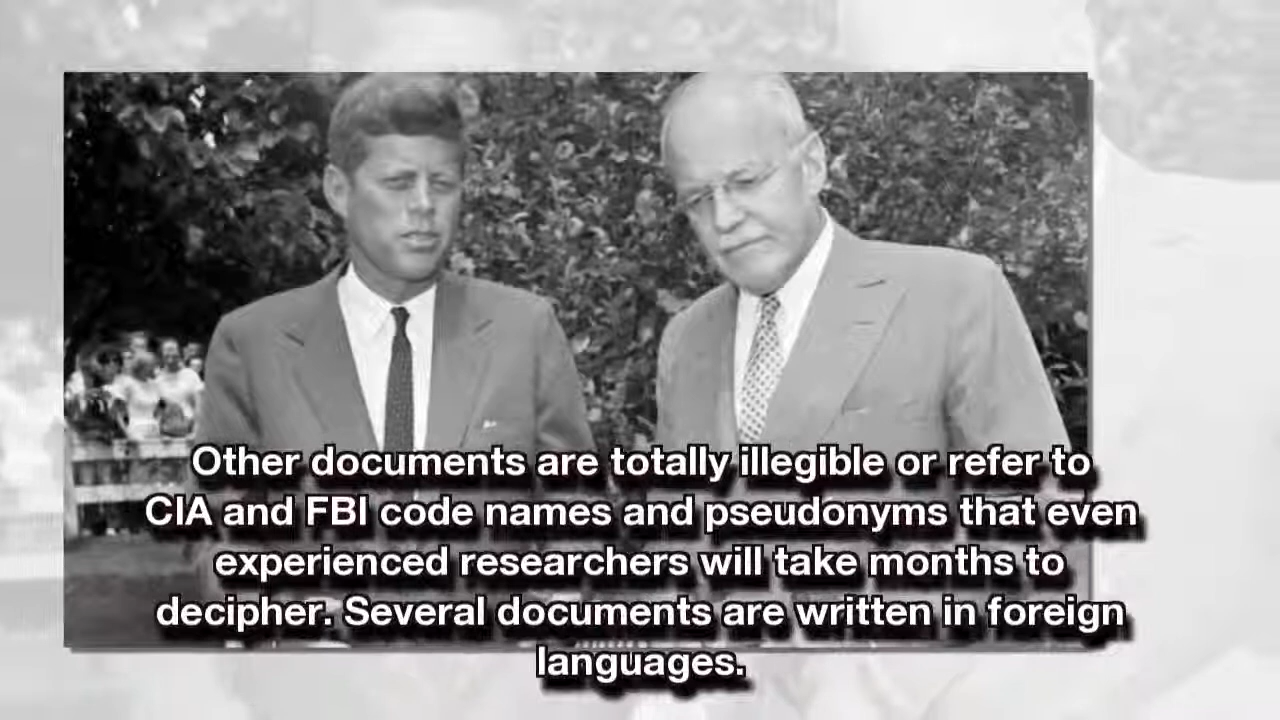 Other documents are totally illegible or refer to
CIA and FBI code names and pseudonyms that even
experienced researchers will take months to
decipher. Several documents are written in foreign
languages.